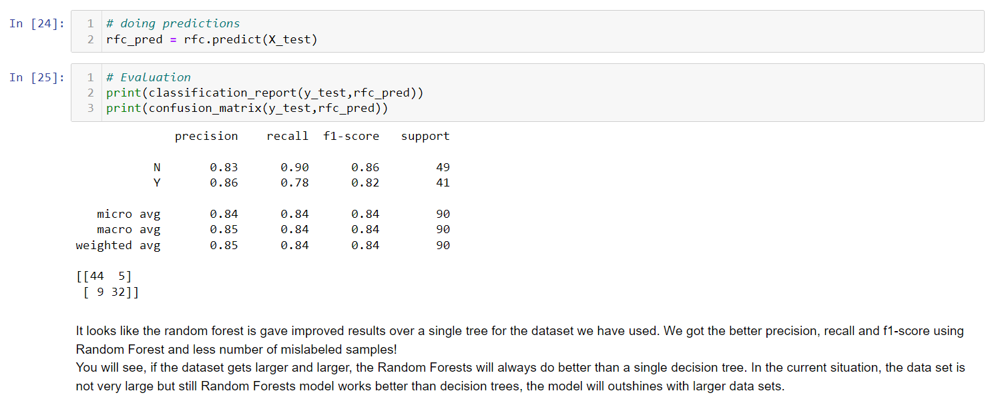 In [24]: 1 # doing predictions
2 rfc_pred = rfc.predict(X_test)
In [25]: 1 # Evaluation
2 print(classification_report(y_test,rfc_pred))
3 print(confusion_matrix(y_test,rfc_pred))
precision recall f1-score support
N 0.83 0.90 0.86 49
Y 0.86 0.78 0.82 41
micro avg 0.84 0.84 0.84 90
macro avg 0.85 0.84 0.84 90
weighted avg 0.85 0.84 0.84 90
[[44 5]
[ 9 32]]
It looks like the random forest is gave improved results over a single tree for the dataset we have used. We got the better precision, recall and f1-score using
Random Forest and less number of mislabeled samples!
You will see, if the dataset gets larger and larger, the Random Forests will always do better than a single decision tree. In the current situation, the data set is
not very large but still Random Forests model works better than decision trees, the model will outshines with larger data sets.